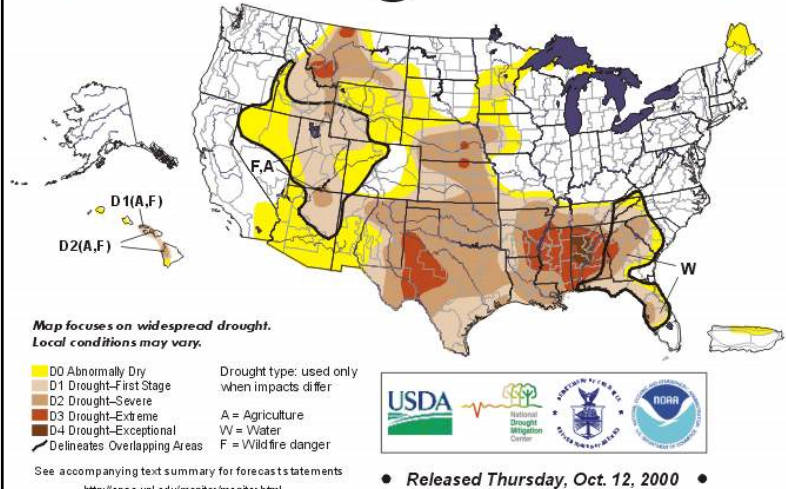 F,A
D1(A,F)
D2(A,F)
W
Map focuses on widespread drought.
Local conditions may vary.
D0 Abnormally Dry
D1 Drought–First Stage
D2 Drought–Severe
D3 Drought–Extreme
D4 Drought–Exceptional
Delineates Overlapping Areas
Drought type: used only
when impacts differ
A = Agriculture
W = Water
F = Wildfire danger
USDA
National
Drought
Mitigation
Center
NOAA
See accompanying text summary for forecast statements
Released Thursday, Oct. 12, 2000